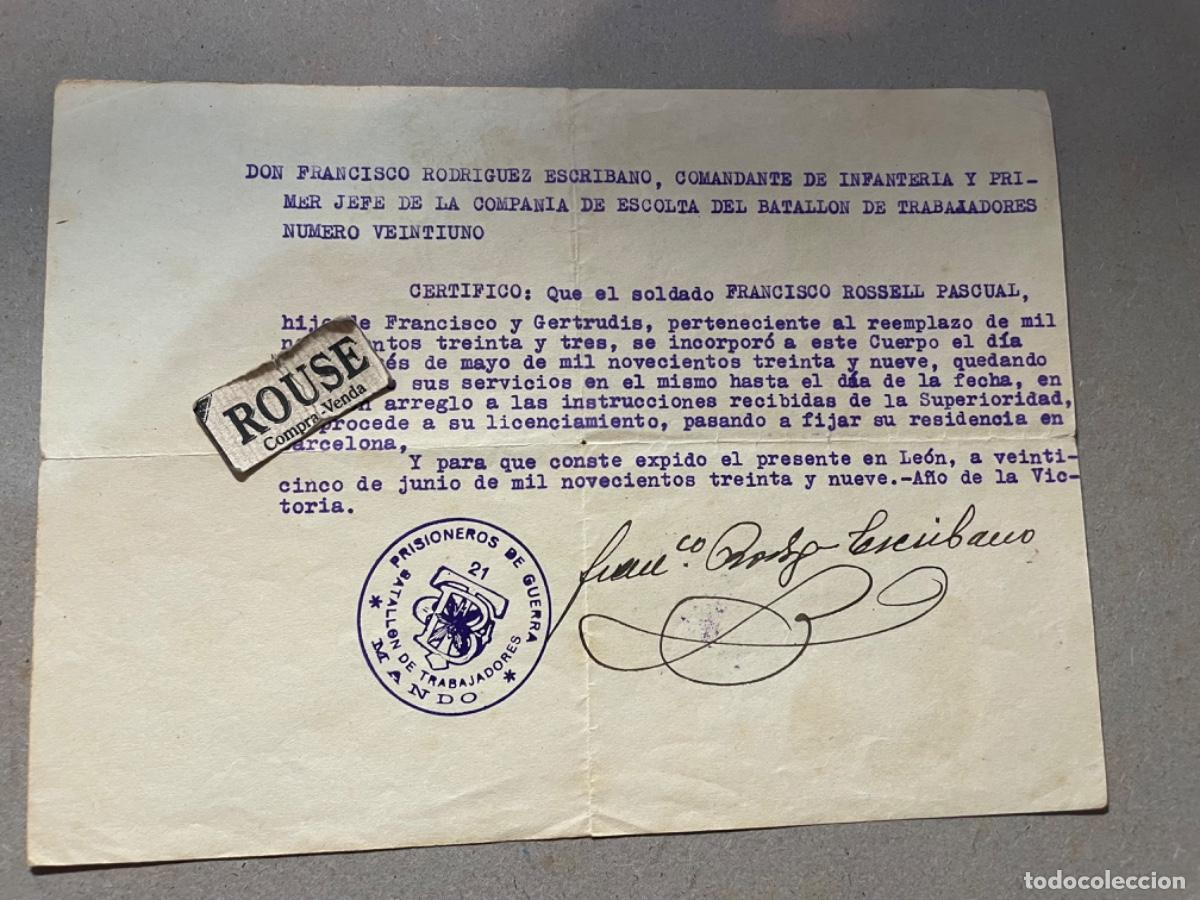 DON FRANCISCO RODRIGUEZ ESCRIBANO, COMANDANTE DE INFANTERIA Y PRI-
MER JEFE DE LA COMPANIA DE ESCOLTA DEL BATALLON DE TRABAJADORES
NUMERO VEINTIUNO
CERTIFICO: Que el soldado FRANCISCO ROSSELL PASCUAL,
hijo de Francisco y Gertrudis, perteneciente al reemplazo de mil
treinta y tres, se incorporó a este Cuerpo el día
de mayo de mil novecientos treinta y nueve, quedando
sus servicios en el mismo hasta el día de la fecha, en
arreglo a las instrucciones recibidas de la Superioridad,
procede a su licenciamiento, pasando a fijar su residencia en
Barcelona,
Y para que conste expido el presente en León, a veinti-
cinco de junio de mil novecientos treinta y nueve.-Año de la Vic-
toria.
ROUSE
Compra-Venda
PRISIONEROS DE GUERRA
21
BATALLON DE TRABAJADORES
* MANDO *
Franco. Rodgz Escribano
todocoleccion